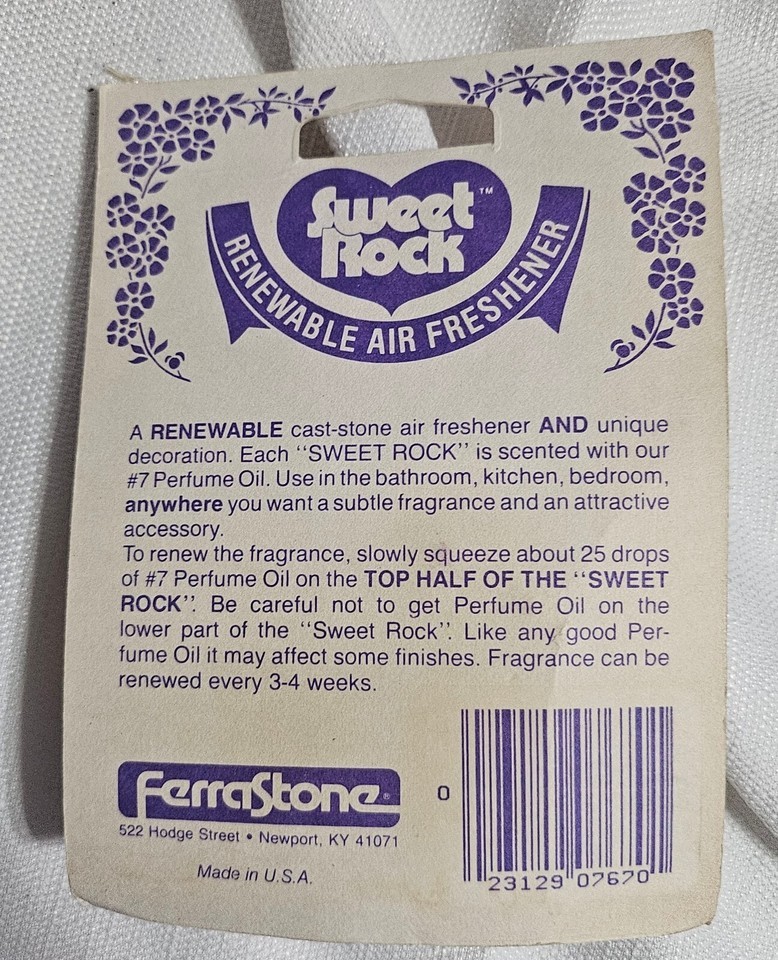 Sweet ™
Rock
RENEWABLE AIR FRESHENER
A RENEWABLE cast-stone air freshener AND unique
decoration. Each “SWEET ROCK” is scented with our
#7 Perfume Oil. Use in the bathroom, kitchen, bedroom,
anywhere you want a subtle fragrance and an attractive
accessory.
To renew the fragrance, slowly squeeze about 25 drops
of #7 Perfume Oil on the TOP HALF OF THE “SWEET
ROCK”. Be careful not to get Perfume Oil on the
lower part of the “Sweet Rock”. Like any good Per-
fume Oil it may affect some finishes. Fragrance can be
renewed every 3-4 weeks.
FerraStone®
522 Hodge Street • Newport, KY 41071
Made in U.S.A.
0
23129 07670